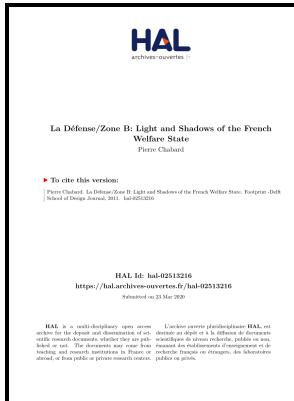 HAL
archives-ouvertes.fr
La Défense/Zone B: Light and Shadows of the French
Welfare State
Pierre Chabard
▶ To cite this version:
Pierre Chabard. La Défense/Zone B: Light and Shadows of the French Welfare State. Footprint -Delft
School of Design Journal, 2011. hal-02513216
HAL Id: hal-02513216
https://hal.archives-ouvertes.fr/hal-02513216
Submitted on 23 Mar 2020
HAL is a multi-disciplinary open access
archive for the deposit and dissemination of sci-
entific research documents, whether they are pub-
lished or not. The documents may come from
teaching and research institutions in France or
abroad, or from public or private research centers.
L'archive ouverte pluridisciplinaire HAL, est
destinée au dépôt et à la diffusion de documents
scientifiques de niveau recherche, publiés ou non,
émanant des établissements d'enseignement et de
recherche français ou étrangers, des laboratoires
publics ou privés.